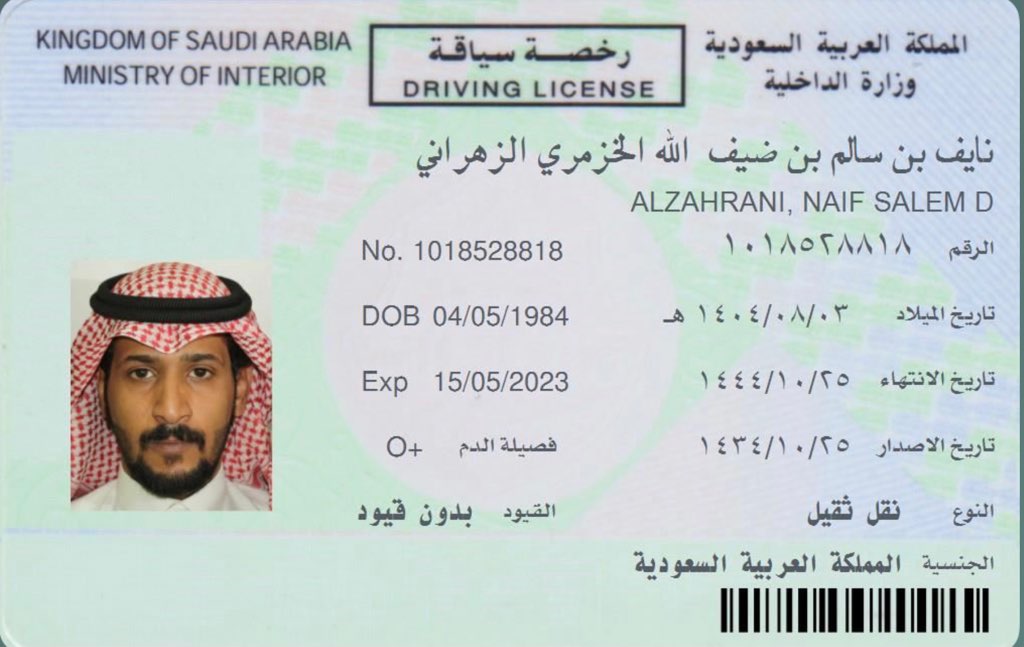 KINGDOM OF SAUDI ARABIA
MINISTRY OF INTERIOR
رخصة سياقة
DRIVING LICENSE
المملكة العربية السعودية
وزارة الداخلية
نايف بن سالم بن ضيف الله الخزمري الزهراني
ALZAHRANI, NAIF SALEM D
الرقم ١٠١٨٥٢٨٨١٨ No. 1018528818
تاريخ الميلاد ١٤٠٤/٠٨/٠٣ هـ DOB 04/05/1984
تاريخ الانتهاء ١٤٤٤/١٠/٢٥ Exp 15/05/2023
تاريخ الاصدار ١٤٣٤/١٠/٢٥ فصيلة الدم O+
النوع نقل ثقيل القيود بدون قيود
الجنسية المملكة العربية السعودية